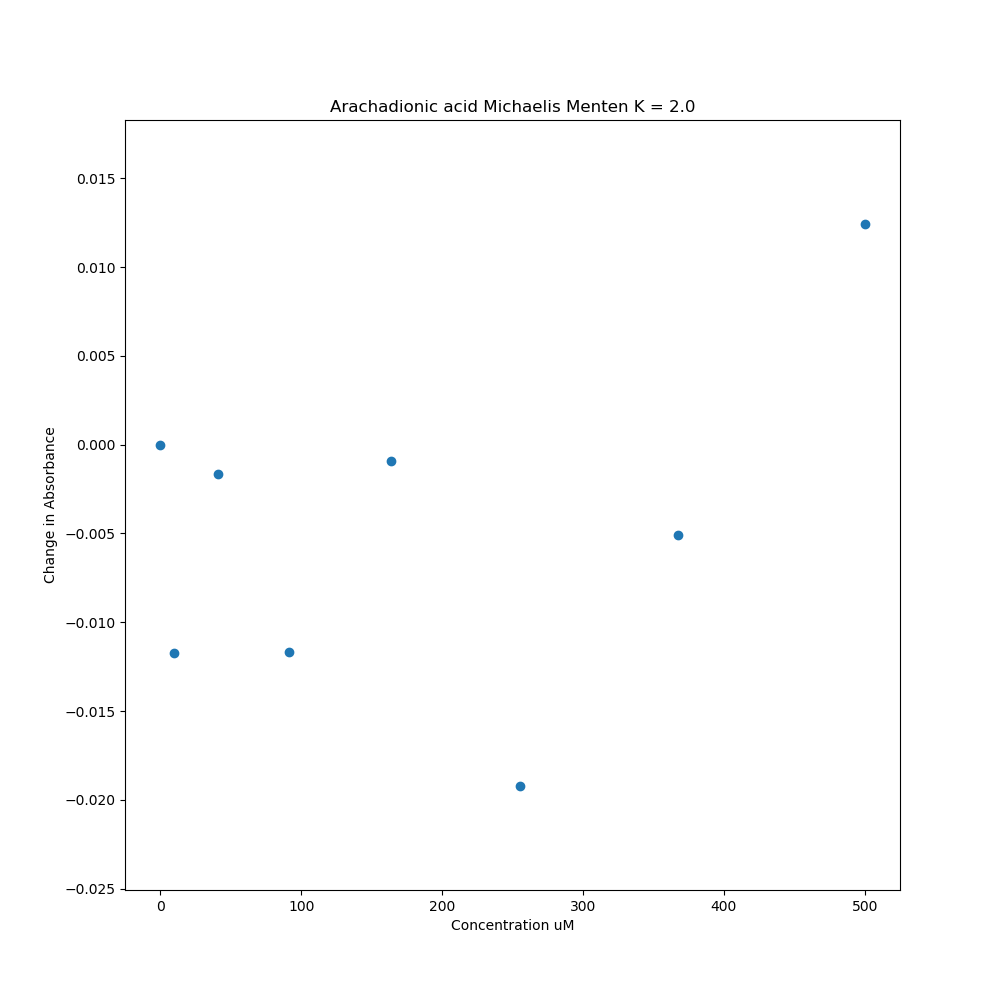 Arachadionic acid Michaelis Menten K = 2.0
0.015
0.010
0.005
0.000
−0.005
−0.010
−0.015
−0.020
−0.025
Change in Absorbance
0 100 200 300 400 500
Concentration uM